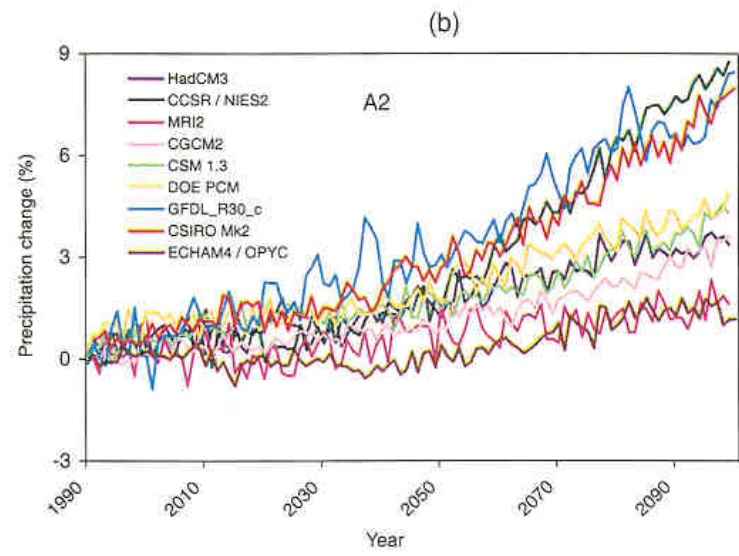 (b)
9
6
3
0
-3
Precipitation change (%)
A2
HadCM3
CCSR / NIES2
MRI2
CGCM2
CSM 1.3
DOE PCM
GFDL_R30_c
CSIRO Mk2
ECHAM4 / OPYC
1990
2010
2030
2050
2070
2090
Year